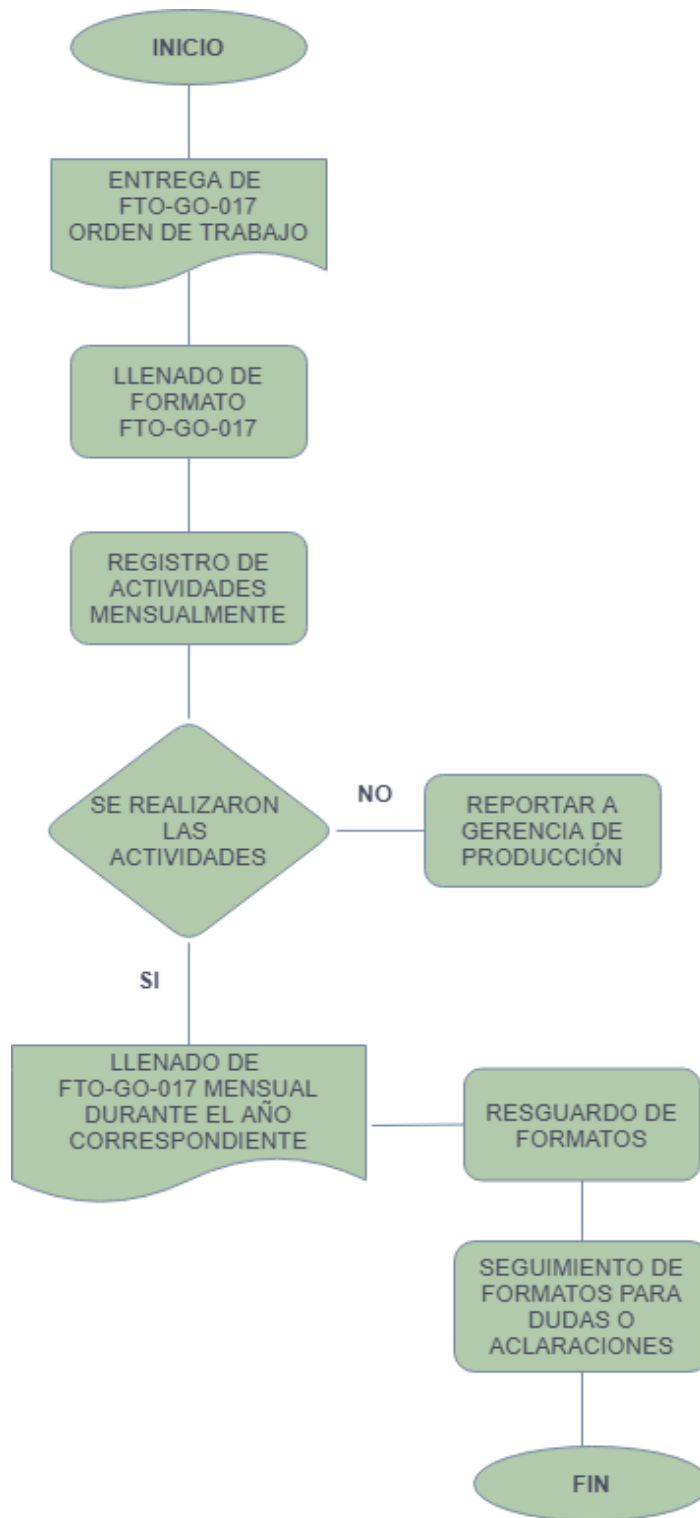 INICIO
ENTREGA DE
FTO-GO-017
ORDEN DE TRABAJO
LLENADO DE
FORMATO
FTO-GO-017
REGISTRO DE
ACTIVIDADES
MENSUALMENTE
SE REALIZARON
LAS
ACTIVIDADES
NO
REPORTAR A
GERENCIA DE
PRODUCCIÓN
SI
LLENADO DE
FTO-GO-017 MENSUAL
DURANTE EL AÑO
CORRESPONDIENTE
RESGUARDO DE
FORMATOS
SEGUIMIENTO DE
FORMATOS PARA
DUDAS O
ACLARACIONES
FIN